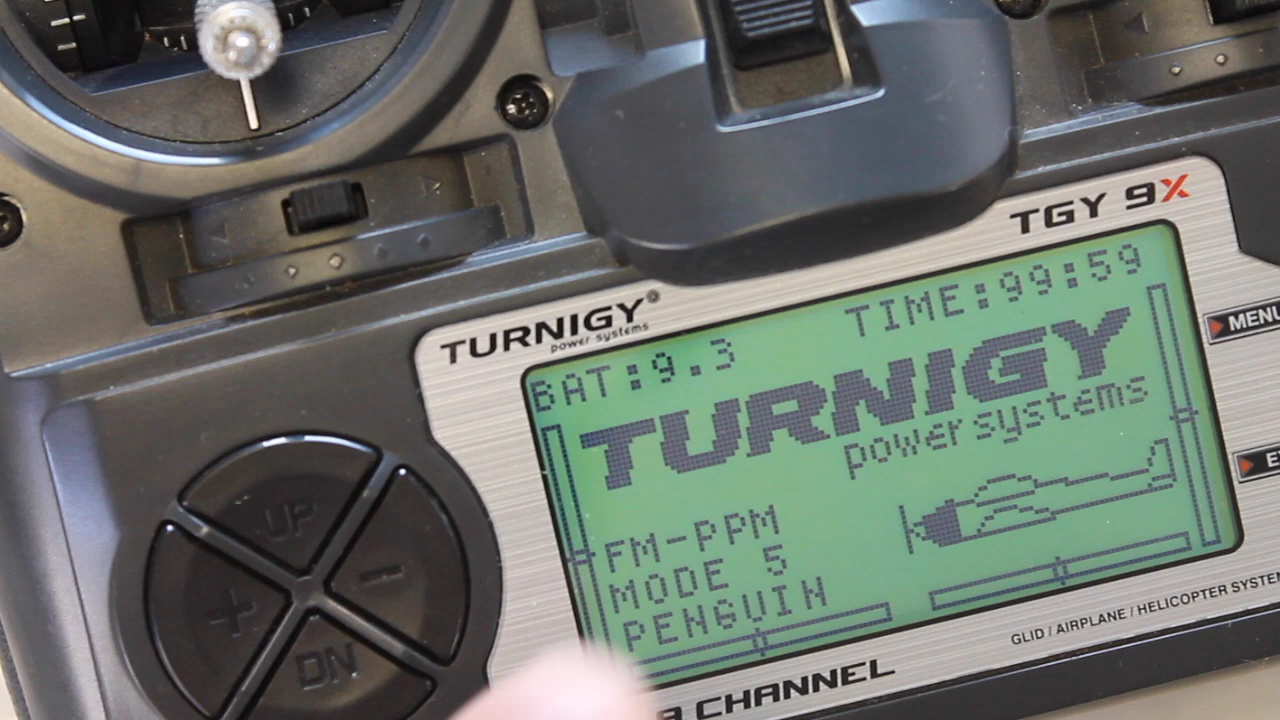 TGY 9X
TURNIGY®
power systems
TIME:99:59
BAT:9.3
TURNIGY
power systems
MENU
FM-PPM
MODE 5
PENGUIN
UP
+
-
DN
GLID / AIRPLANE / HELICOPTER SYSTEM
CHANNEL